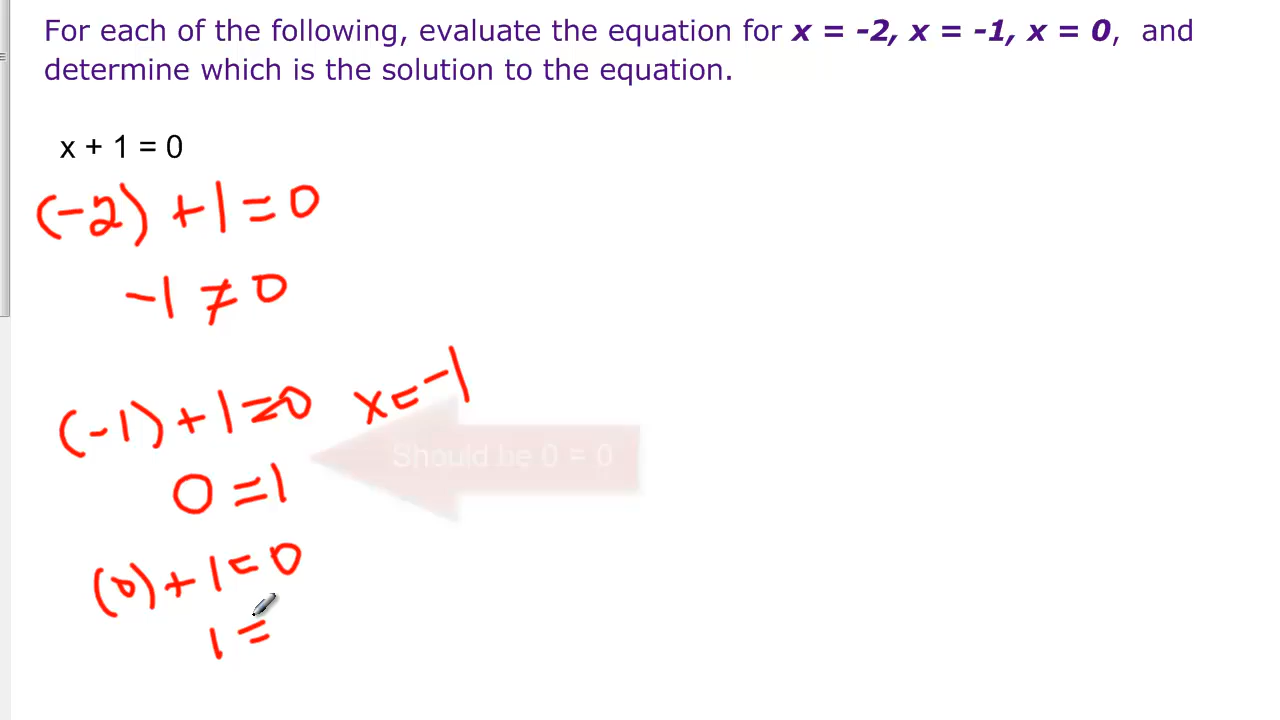 For each of the following, evaluate the equation for x = -2, x = -1, x = 0, and
determine which is the solution to the equation.
x + 1 = 0
(-2) + 1 = 0
-1 ≠ 0
(-1) + 1 = 0 x = -1
Should be 0 = 0
0 = 1
(0) + 1 = 0
1 =